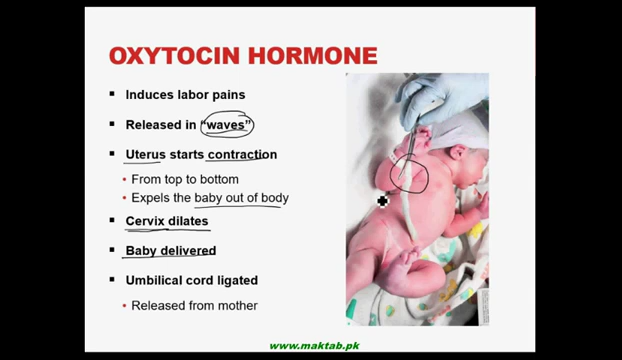 OXYTOCIN HORMONE
Induces labor pains
Released in “waves”
Uterus starts contraction
From top to bottom
Expels the baby out of body
Cervix dilates
Baby delivered
Umbilical cord ligated
Released from mother
www.maktab.pk